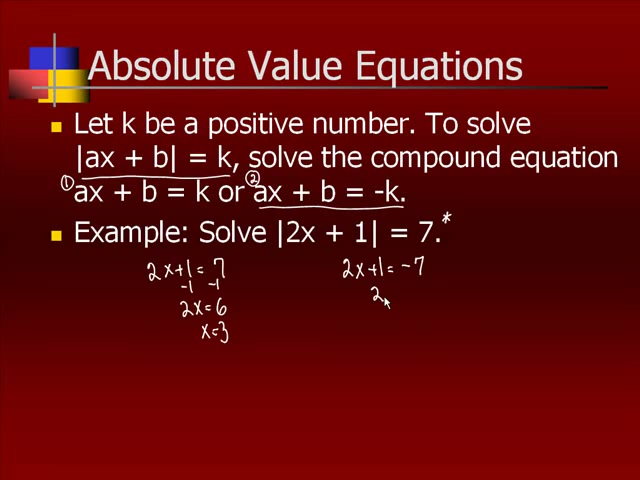 Absolute Value Equations
Let k be a positive number. To solve
|ax + b| = k, solve the compound equation
① ax + b = k or ② ax + b = -k.
Example: Solve |2x + 1| = 7.*
2x+1=7 2x+1=-7
-1 -1 2
2x=6
x=3